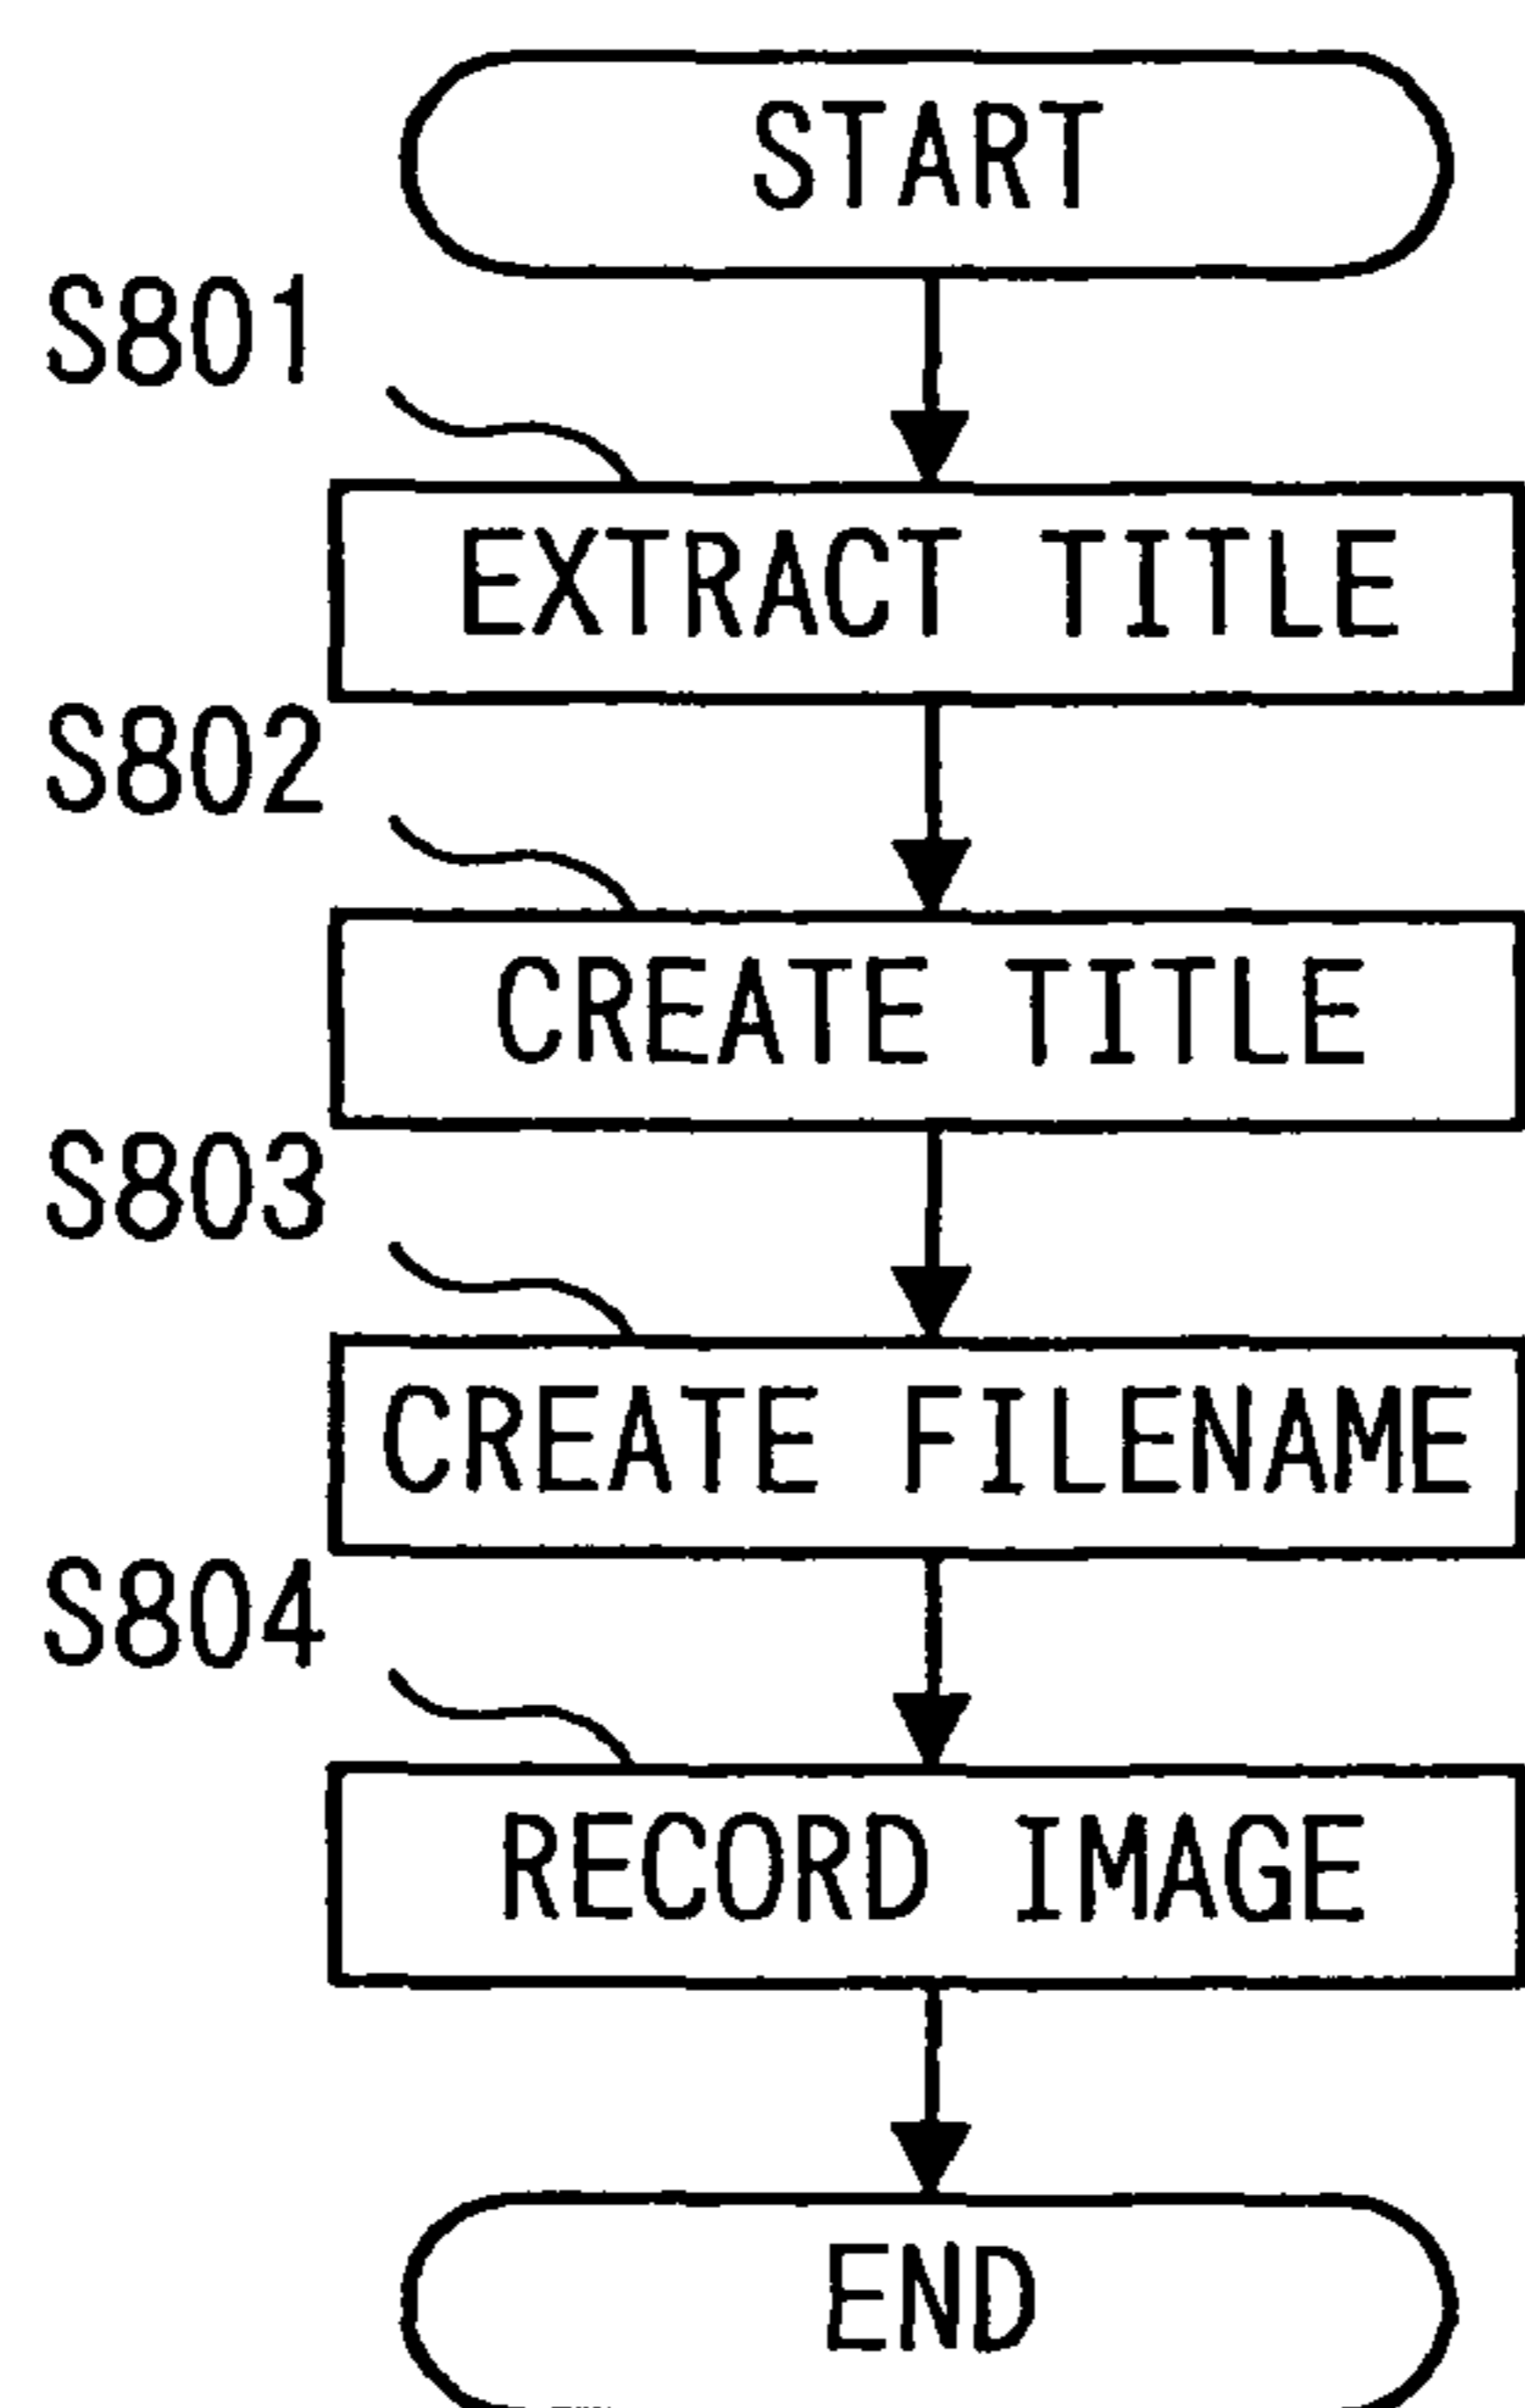 START
S801
EXTRACT TITLE
S802
CREATE TITLE
S803
CREATE FILENAME
S804
RECORD IMAGE
END